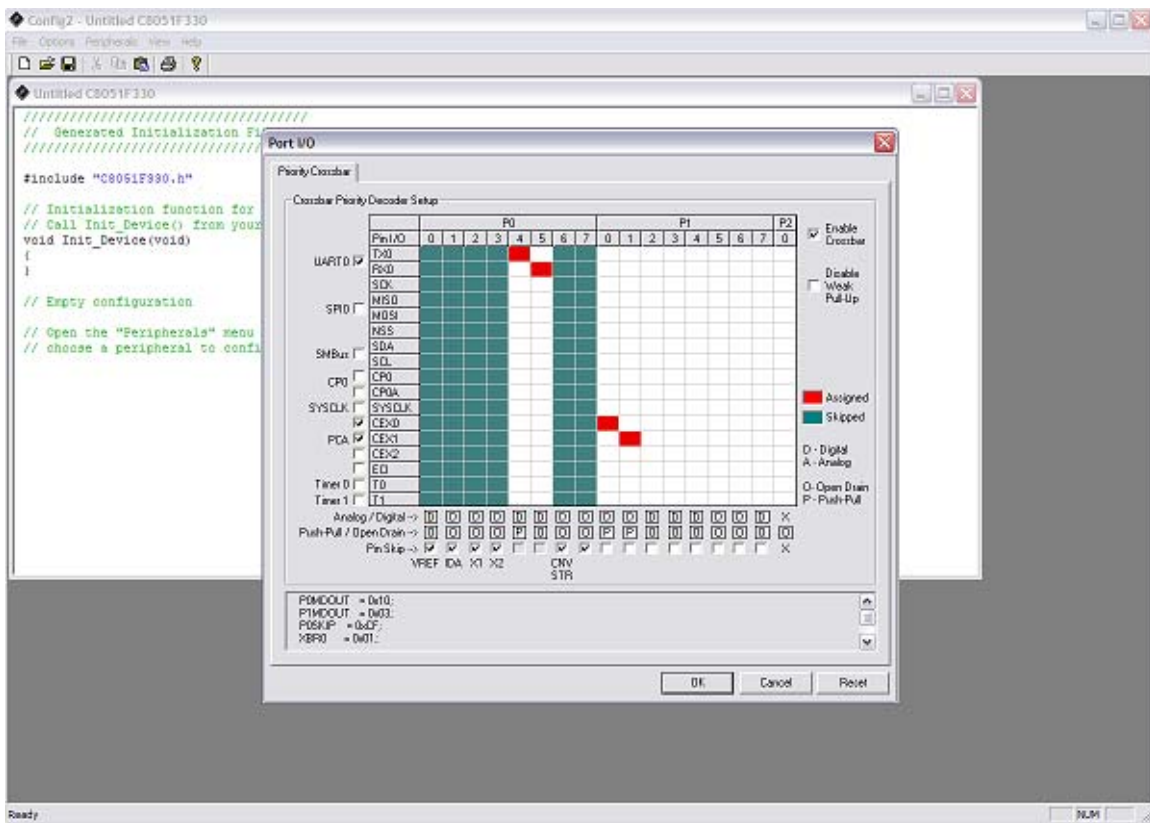 Config2 - Untitled C8051F330
File Options Peripherals View Help
Untitled C8051F330
////////////////////////////////////
// Generated Initialization Fi
#include "C8051F330.h"
// Initialization function for
// Call Init_Device() from your
void Init_Device(void)
{
}
// Empty configuration
// Open the "Peripherals" menu
// choose a peripheral to confi
Port I/O
Priority Crossbar
Crossbar Priority Decoder Setup
P0 P1 P2
Pin I/O 0 1 2 3 4 5 6 7 0 1 2 3 4 5 6 7 0
UART0 TX0
RX0
SCK
SPI0 MISO
MOSI
NSS
SMBus SDA
SCL
CP0 CP0
CP0A
SYSCLK SYSCLK
CEX0
PCA CEX1
CEX2
ECI
Timer 0 T0
Timer 1 T1
Analog / Digital -> D D D D D D D D D D D D D D D D X
Push-Pull / Open Drain -> O O O O P O O O P P O O O O O O O
Pin Skip -> X
VREF IDA X1 X2 CNV
STR
Enable
Crossbar
Disable
Weak
Pull-Up
Assigned
Skipped
D - Digital
A - Analog
O - Open Drain
P - Push-Pull
P0MDOUT = 0x10;
P1MDOUT = 0x03;
P0SKIP = 0xCF;
XBR0 = 0x01;
OK Cancel Reset
Ready NUM